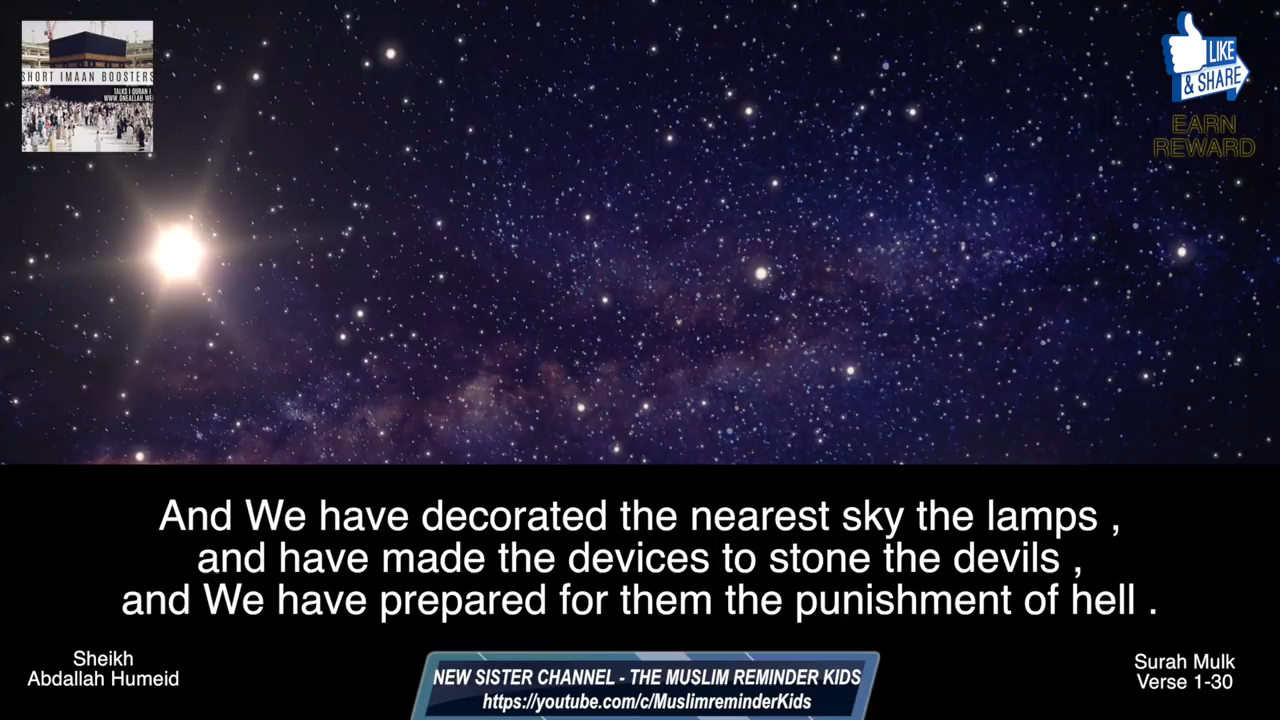 SHORT IMAAN BOOSTERS
LIKE
& SHARE
EARN
REWARD
And We have decorated the nearest sky the lamps ,
and have made the devices to stone the devils ,
and We have prepared for them the punishment of hell .
Sheikh
Abdallah Humeid
NEW SISTER CHANNEL - THE MUSLIM REMINDER KIDS
https://youtube.com/c/MuslimreminderKids
Surah Mulk
Verse 1-30